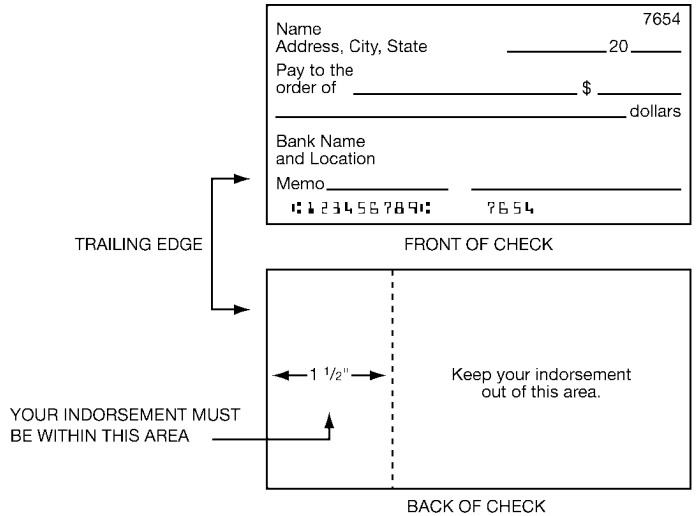 7654
Name
Address, City, State 20
Pay to the
order of $
dollars
Bank Name
and Location
Memo
⑆123456789⑆ 7654
TRAILING EDGE
FRONT OF CHECK
1 1/2"
Keep your indorsement
out of this area.
YOUR INDORSEMENT MUST
BE WITHIN THIS AREA
BACK OF CHECK